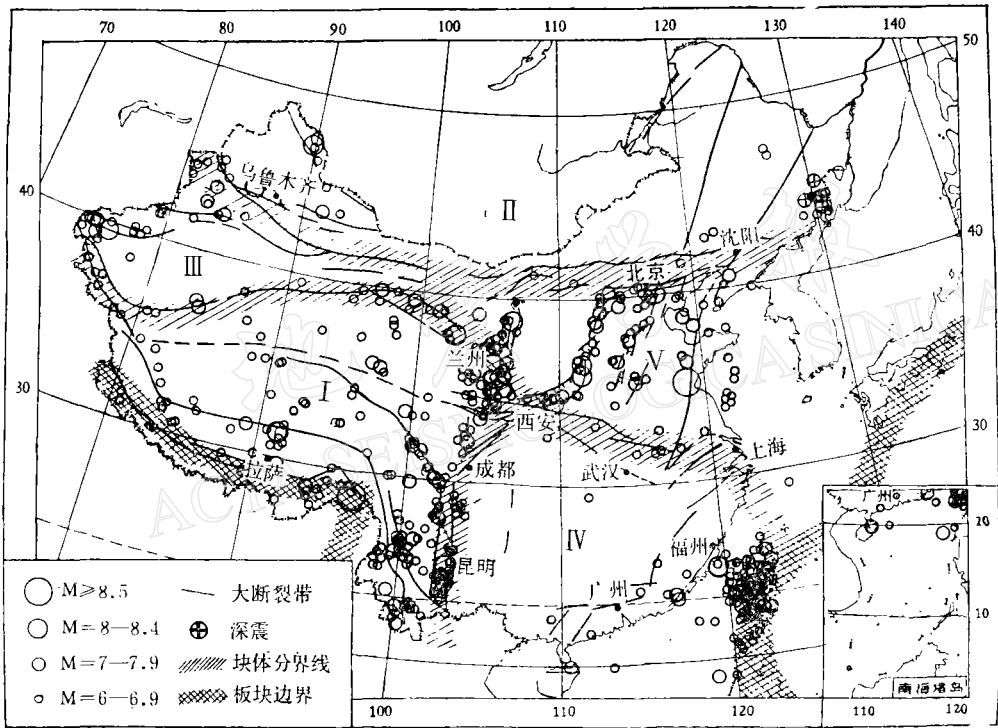 70 80 90 100 110 120 130 140 50
40
乌鲁木齐
II
沈阳
40
III
北京
兰州
V
30
I
西安
上海
30
拉萨
成都
武汉
IV
福州
昆明
广州
广州
20
10
南海诸岛
110 120
M≥8.5 大断裂带
M=8—8.4 深震
M=7—7.9 块体分界线
M=6—6.9 板块边界
100 110 120